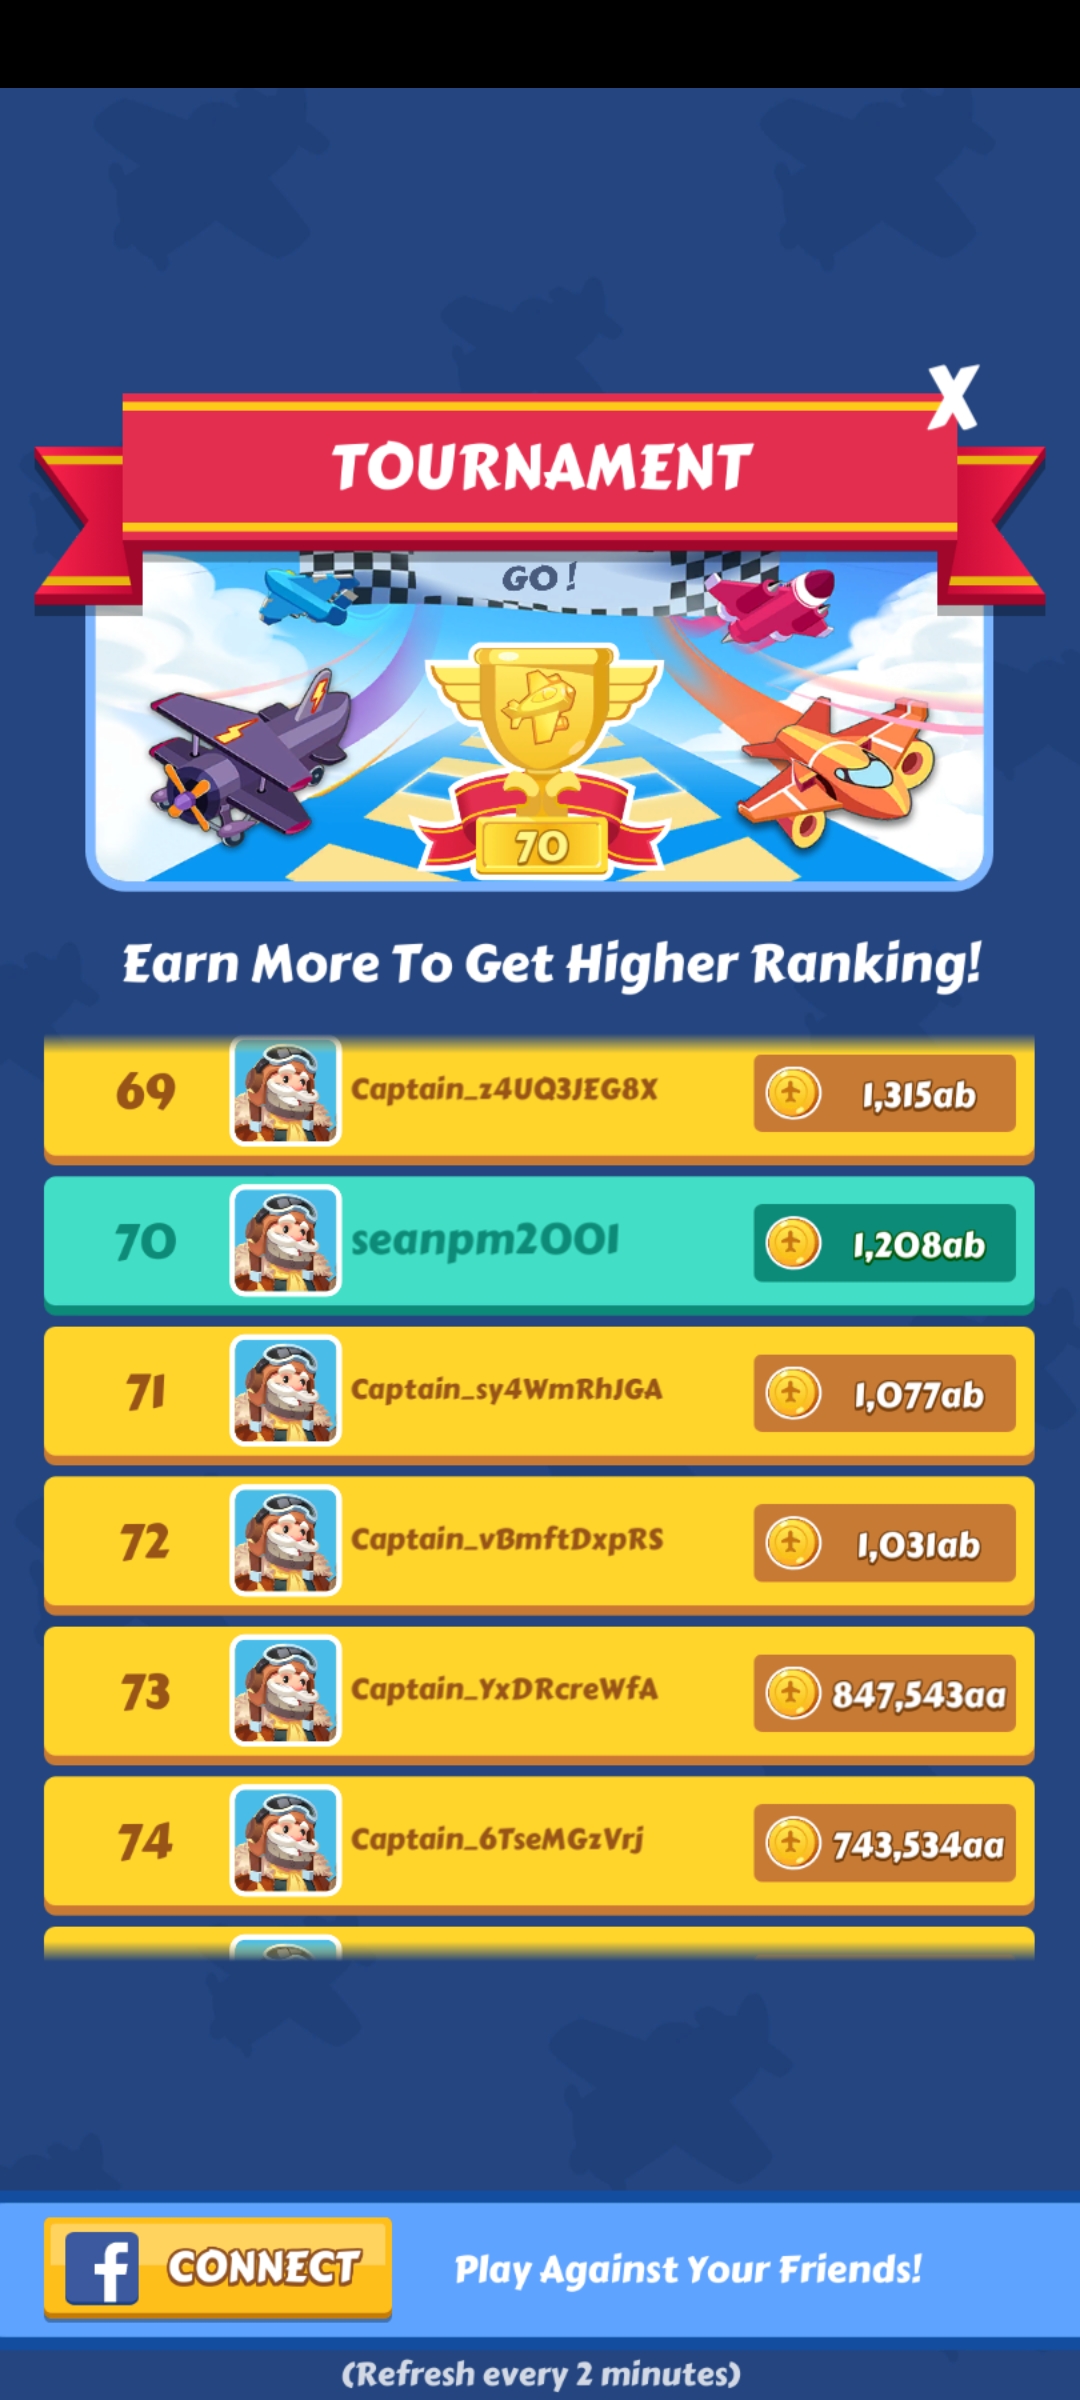 X
TOURNAMENT
GO!
70
Earn More To Get Higher Ranking!
69 Captain_z4UQ3JEG8X 1,315ab
70 seanpm2001 1,208ab
71 Captain_sy4WmRhJGA 1,077ab
72 Captain_vBmftDxpRS 1,031ab
73 Captain_YxDRcreWfA 847,543aa
74 Captain_6TseMGzVrj 743,534aa
f CONNECT Play Against Your Friends!
(Refresh every 2 minutes)